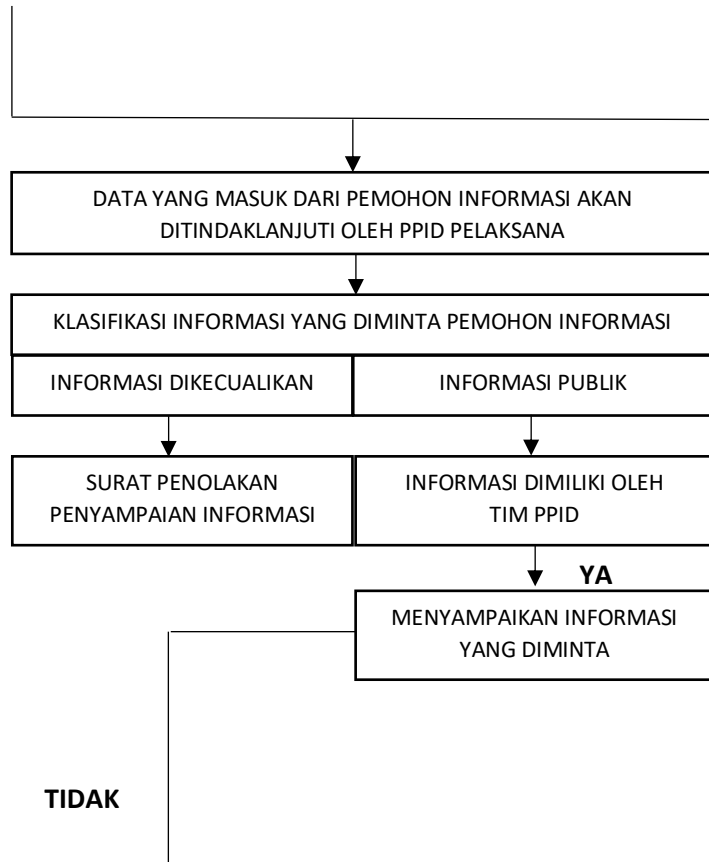 DATA YANG MASUK DARI PEMOHON INFORMASI AKAN
DITINDAKLANJUTI OLEH PPID PELAKSANA
KLASIFIKASI INFORMASI YANG DIMINTA PEMOHON INFORMASI
INFORMASI DIKECUALIKAN
INFORMASI PUBLIK
SURAT PENOLAKAN
PENYAMPAIAN INFORMASI
INFORMASI DIMILIKI OLEH
TIM PPID
YA
MENYAMPAIKAN INFORMASI
YANG DIMINTA
TIDAK